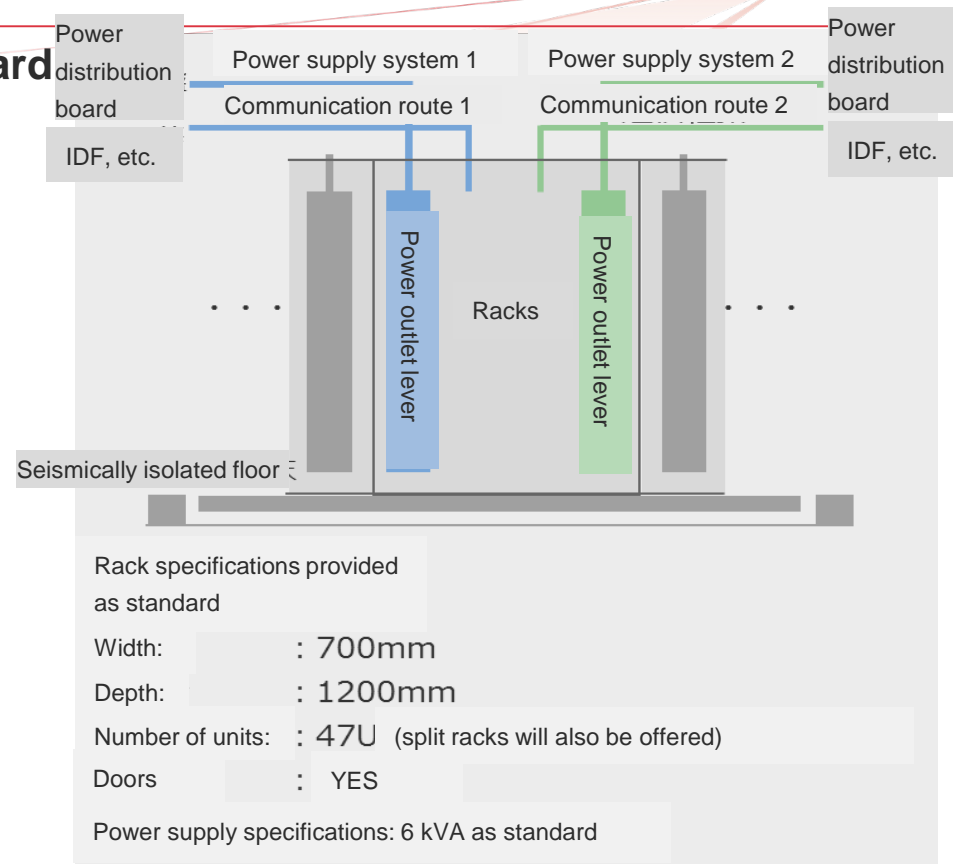 ard
Power
distribution
board
Power supply system 1
Power supply system 2
Power
distribution
board
Communication route 1
Communication route 2
IDF, etc.
IDF, etc.
Power outlet lever
Racks
Power outlet lever
. . .
. . .
Seismically isolated floor
Rack specifications provided
as standard
Width: : 700mm
Depth: : 1200mm
Number of units: : 47U (split racks will also be offered)
Doors : YES
Power supply specifications: 6 kVA as standard